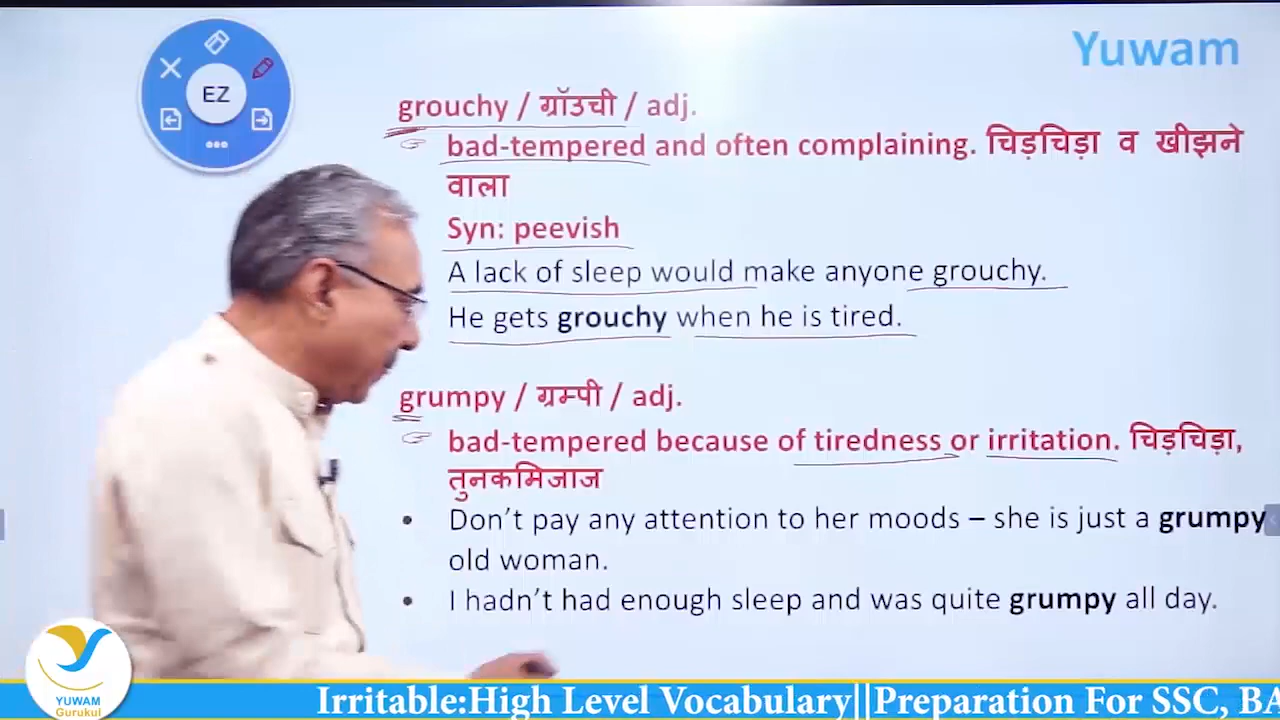 Yuwam
EZ
grouchy / ग्रॉउची / adj.
bad-tempered and often complaining. चिड़चिड़ा व खीझने
वाला
Syn: peevish
A lack of sleep would make anyone grouchy.
He gets grouchy when he is tired.
grumpy / ग्रम्पी / adj.
bad-tempered because of tiredness or irritation. चिड़चिड़ा,
तुनकमिजाज
• Don’t pay any attention to her moods – she is just a grumpy
old woman.
• I hadn’t had enough sleep and was quite grumpy all day.
YUWAM
Gurukul
Irritable:High Level Vocabulary||Preparation For SSC, BA